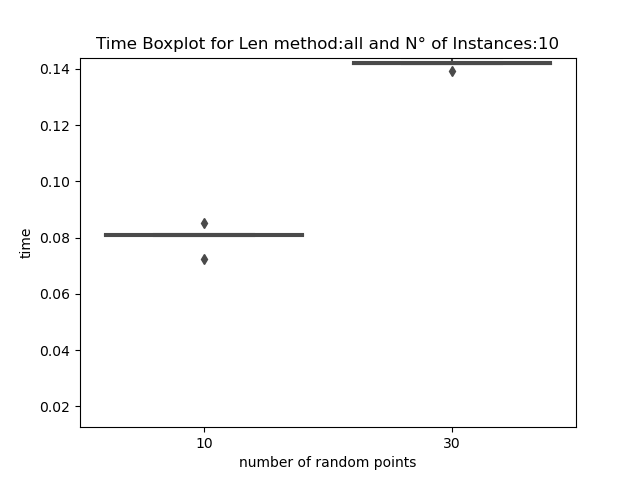 Time Boxplot for Len method:all and N° of Instances:10
0.14
0.12
0.10
0.08
0.06
0.04
0.02
time
10 30
number of random points